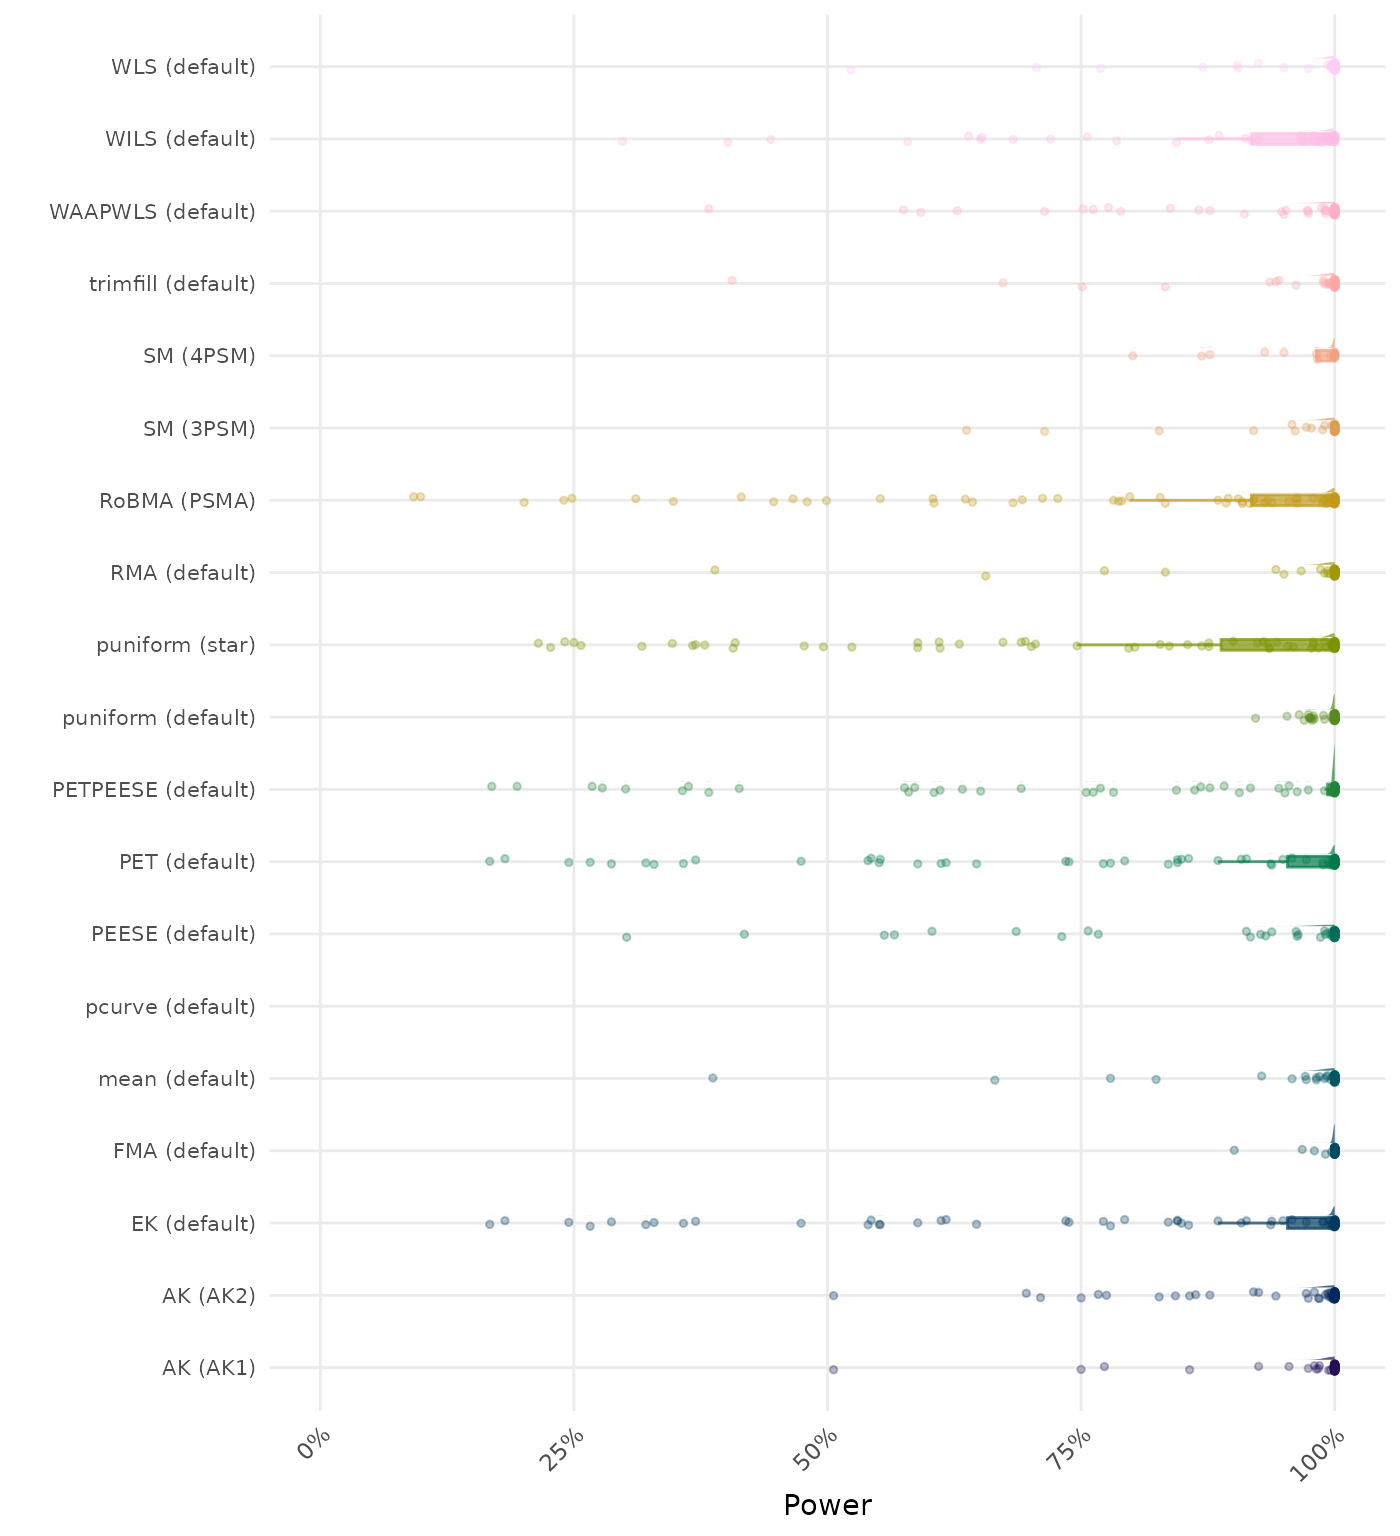 WLS (default)
WILS (default)
WAAPWLS (default)
trimfill (default)
SM (4PSM)
SM (3PSM)
RoBMA (PSMA)
RMA (default)
puniform (star)
puniform (default)
PETPEESE (default)
PET (default)
PEESE (default)
pcurve (default)
mean (default)
FMA (default)
EK (default)
AK (AK2)
AK (AK1)
0%
25%
50%
75%
100%
Power